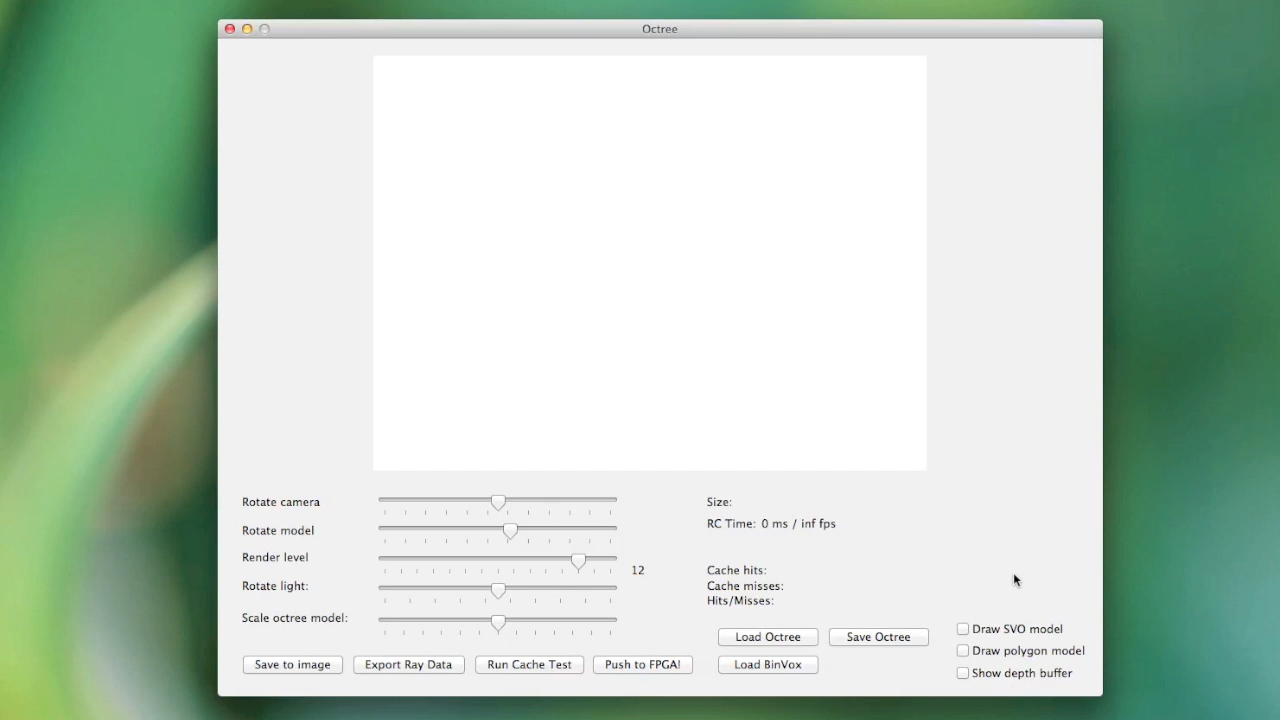 Octree
Rotate camera
Rotate model
Render level
12
Rotate light:
Scale octree model:
Save to image
Export Ray Data
Run Cache Test
Push to FPGA!
Size:
RC Time: 0 ms / inf fps
Cache hits:
Cache misses:
Hits/Misses:
Load Octree
Save Octree
Load BinVox
Draw SVO model
Draw polygon model
Show depth buffer